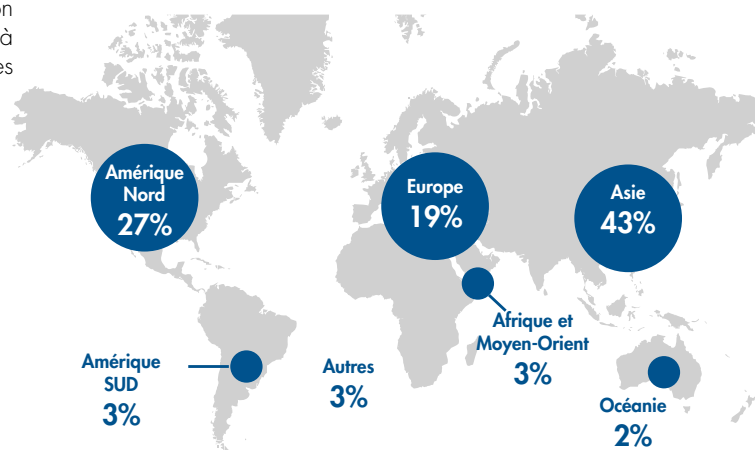 on
à
es
Amérique
Nord
27%
Europe
19%
Asie
43%
Afrique et
Moyen-Orient
3%
Amérique
SUD
3%
Autres
3%
Océanie
2%